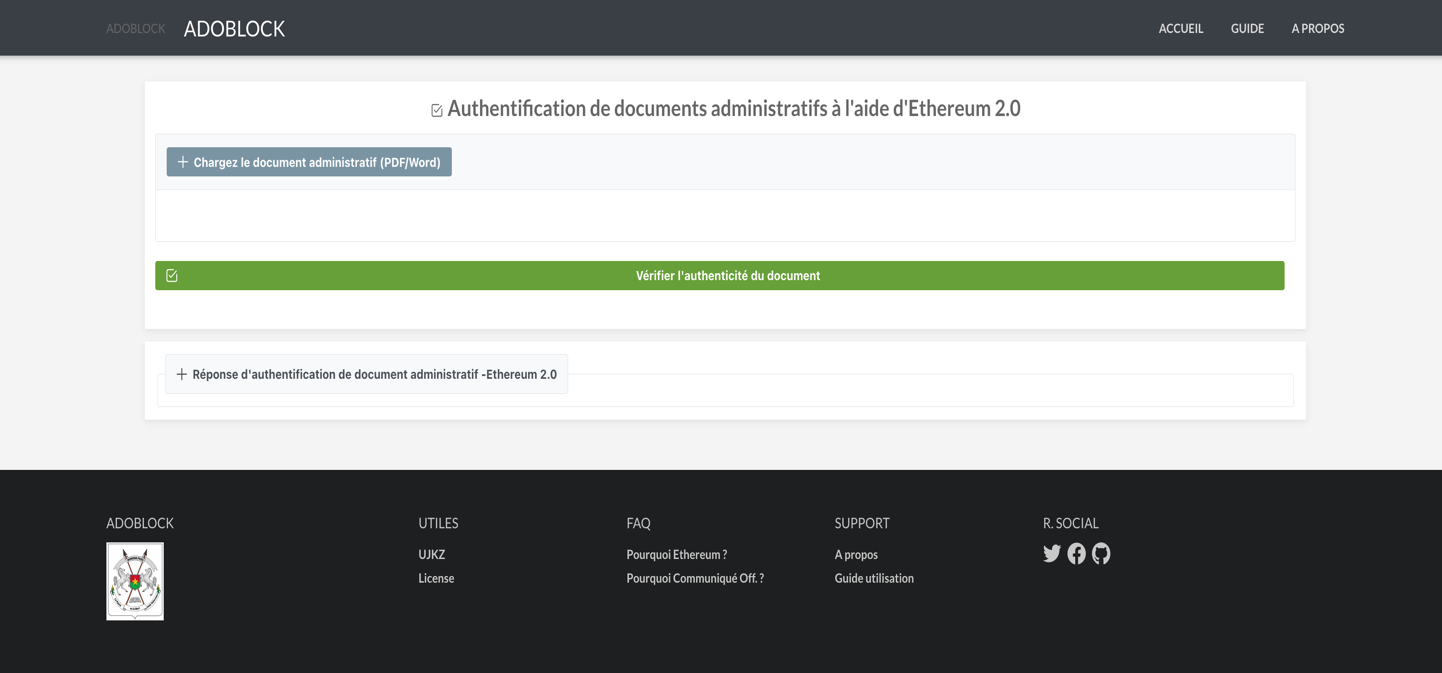 ADOBLOCK ADOBLOCK ACCUEIL GUIDE A PROPOS
Authentification de documents administratifs à l'aide d'Ethereum 2.0
Chargez le document administratif (PDF/Word)
Vérifier l'authenticité du document
Réponse d'authentification de document administratif -Ethereum 2.0
ADOBLOCK
UTILES
UJKZ
License
FAQ
Pourquoi Ethereum ?
Pourquoi Communiqué Off. ?
SUPPORT
A propos
Guide utilisation
R. SOCIAL